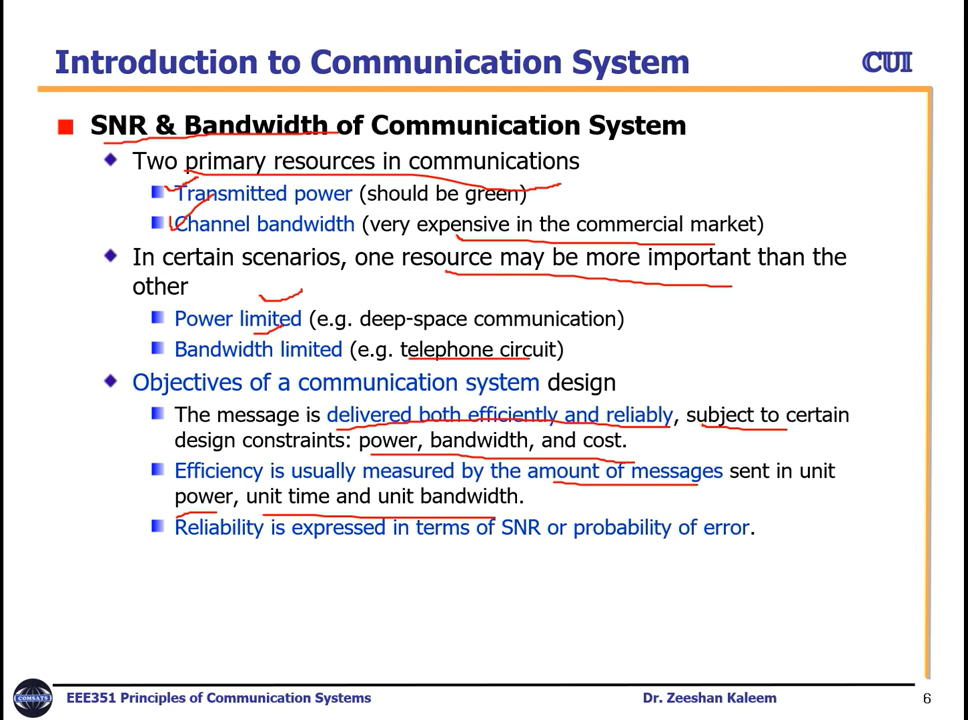 Introduction to Communication System
CUI
SNR & Bandwidth of Communication System
Two primary resources in communications
Transmitted power (should be green)
Channel bandwidth (very expensive in the commercial market)
In certain scenarios, one resource may be more important than the
other
Power limited (e.g. deep-space communication)
Bandwidth limited (e.g. telephone circuit)
Objectives of a communication system design
The message is delivered both efficiently and reliably, subject to certain
design constraints: power, bandwidth, and cost.
Efficiency is usually measured by the amount of messages sent in unit
power, unit time and unit bandwidth.
Reliability is expressed in terms of SNR or probability of error.
COMSATS
EEE351 Principles of Communication Systems
Dr. Zeeshan Kaleem
6